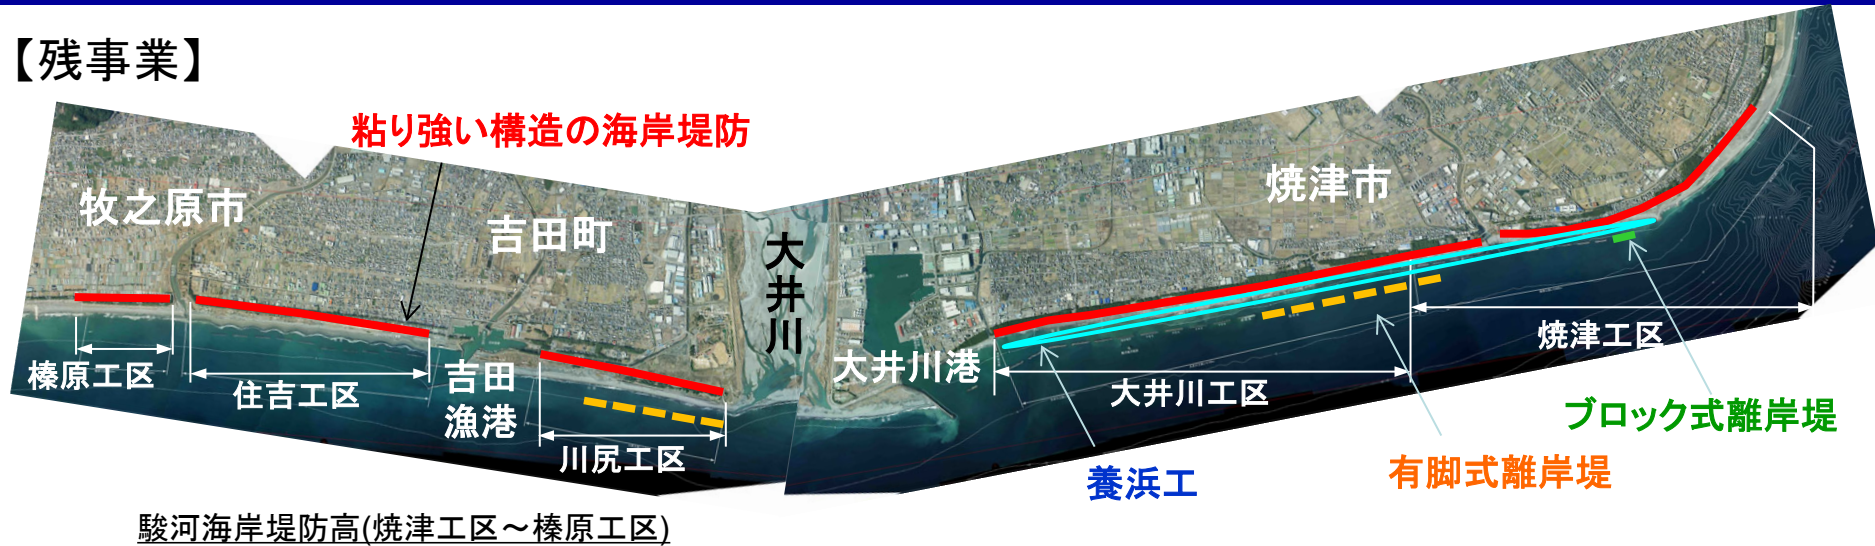 【残事業】
粘り強い構造の海岸堤防
牧之原市
吉田町
大井川
焼津市
榛原工区
住吉工区
吉田
漁港
川尻工区
大井川港
大井川工区
焼津工区
養浜工
有脚式離岸堤
ブロック式離岸堤
駿河海岸堤防高(焼津工区～榛原工区)